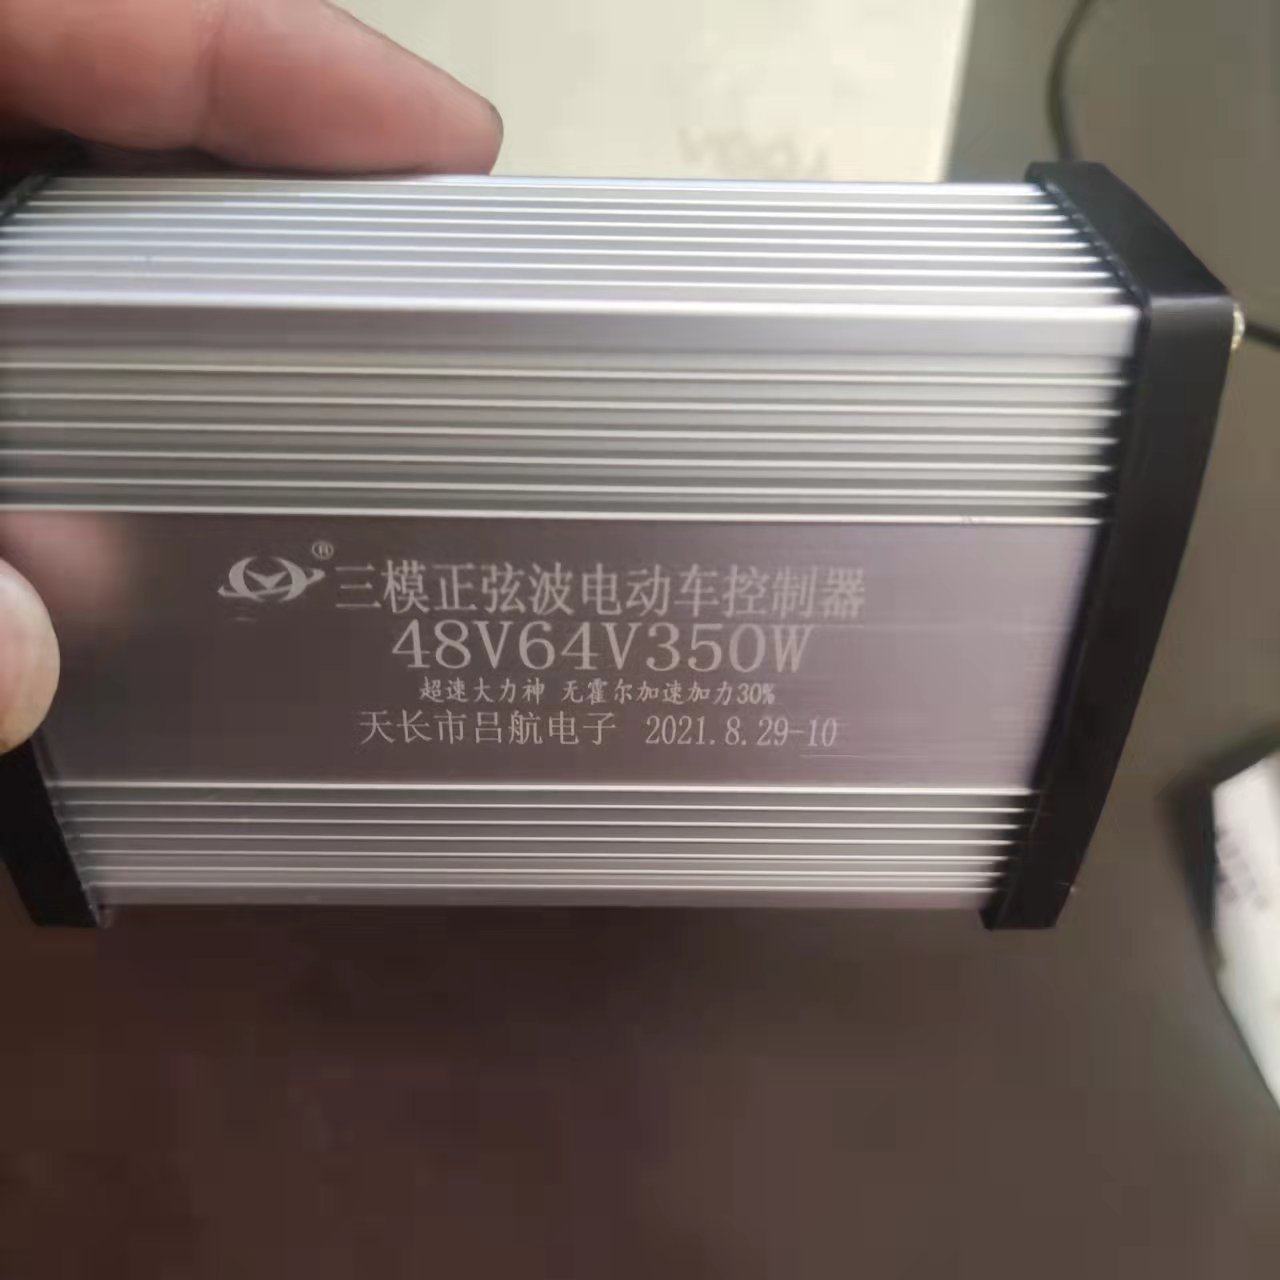 ® 三模正弦波电动车控制器
48V64V350W
超速大力神 无霍尔加速加力30%
天长市吕航电子 2021.8.29-10